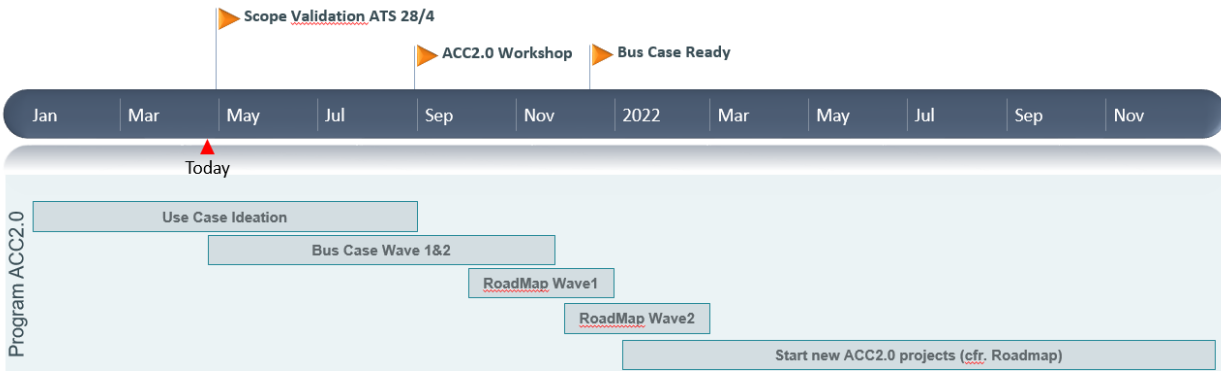 Scope Validation ATS 28/4
ACC2.0 Workshop
Bus Case Ready
Jan Mar May Jul Sep Nov 2022 Mar May Jul Sep Nov
Today
Program ACC2.0
Use Case Ideation
Bus Case Wave 1&2
RoadMap Wave1
RoadMap Wave2
Start new ACC2.0 projects (cfr. Roadmap)